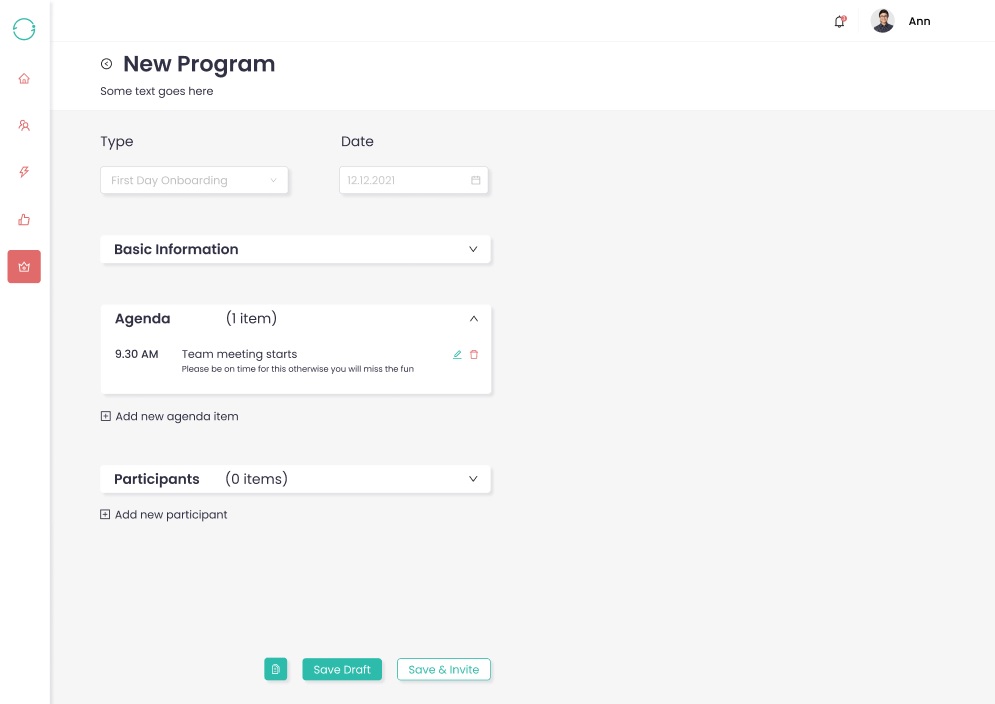 Ann
New Program
Some text goes here
Type
Date
First Day Onboarding
12.12.2021
Basic Information
Agenda (1 item)
9.30 AM Team meeting starts
Please be on time for this otherwise you will miss the fun
Add new agenda item
Participants (0 items)
Add new participant
Save Draft
Save & Invite